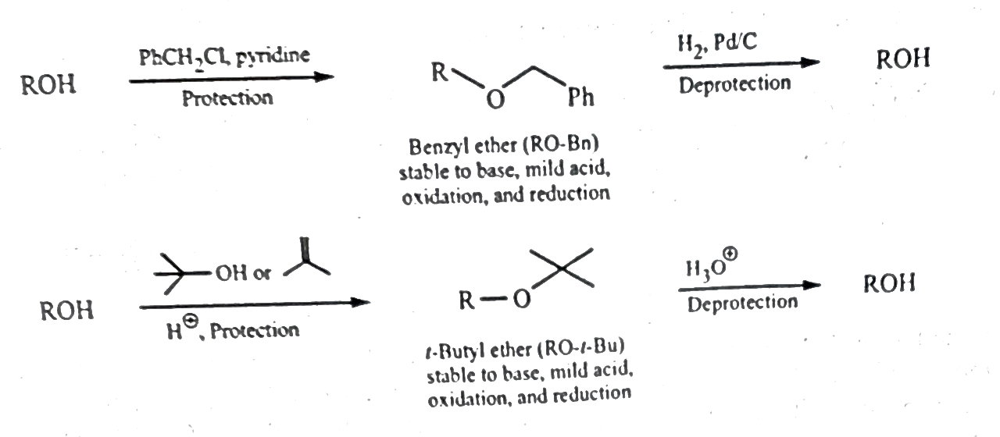 ROH
PhCH₂Cl, pyridine
Protection
R O Ph
H₂, Pd/C
Deprotection
ROH
Benzyl ether (RO-Bn)
stable to base, mild acid,
oxidation, and reduction
ROH
OH or
H⊕, Protection
R—O
H₃O⊕
Deprotection
ROH
t-Butyl ether (RO-t-Bu)
stable to base, mild acid,
oxidation, and reduction